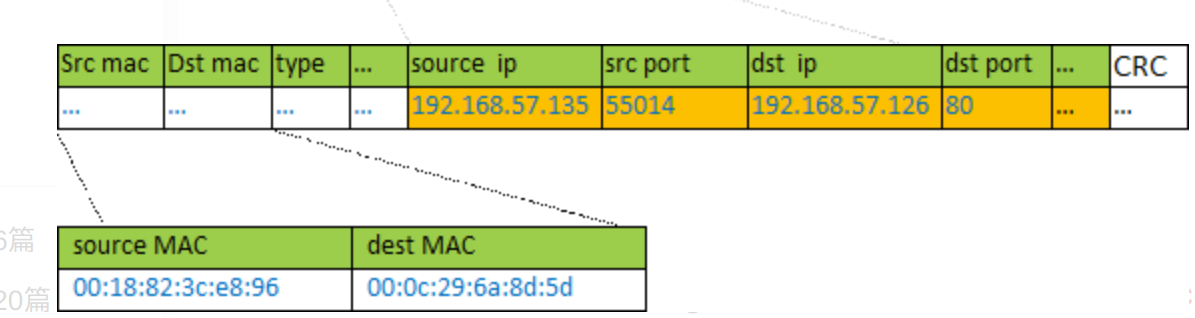 Src mac Dst mac type ... source ip src port dst ip dst port ... CRC
... ... ... ... 192.168.57.135 55014 192.168.57.126 80 ... ...
source MAC dest MAC
6篇
00:18:82:3c:e8:96 00:0c:29:6a:8d:5d
20篇